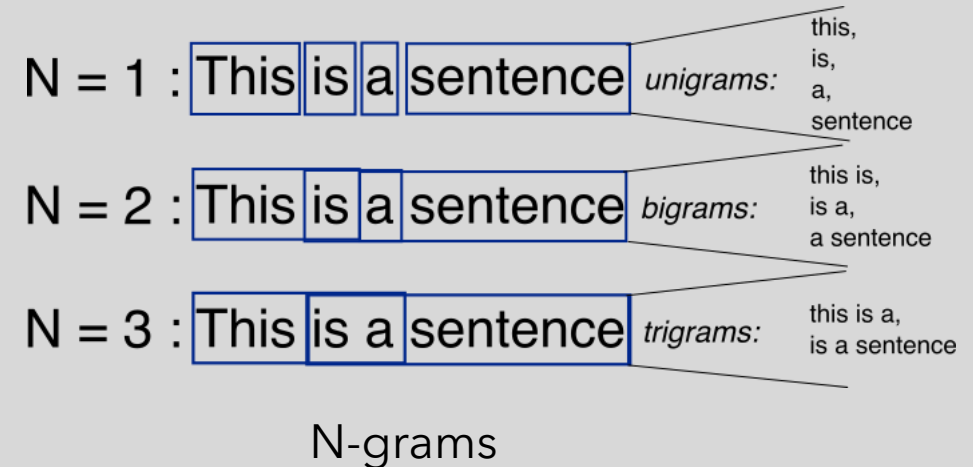 N = 1 : This is a sentence unigrams:
this,
is,
a,
sentence
N = 2 : This is a sentence bigrams:
this is,
is a,
a sentence
N = 3 : This is a sentence trigrams:
this is a,
is a sentence
N-grams